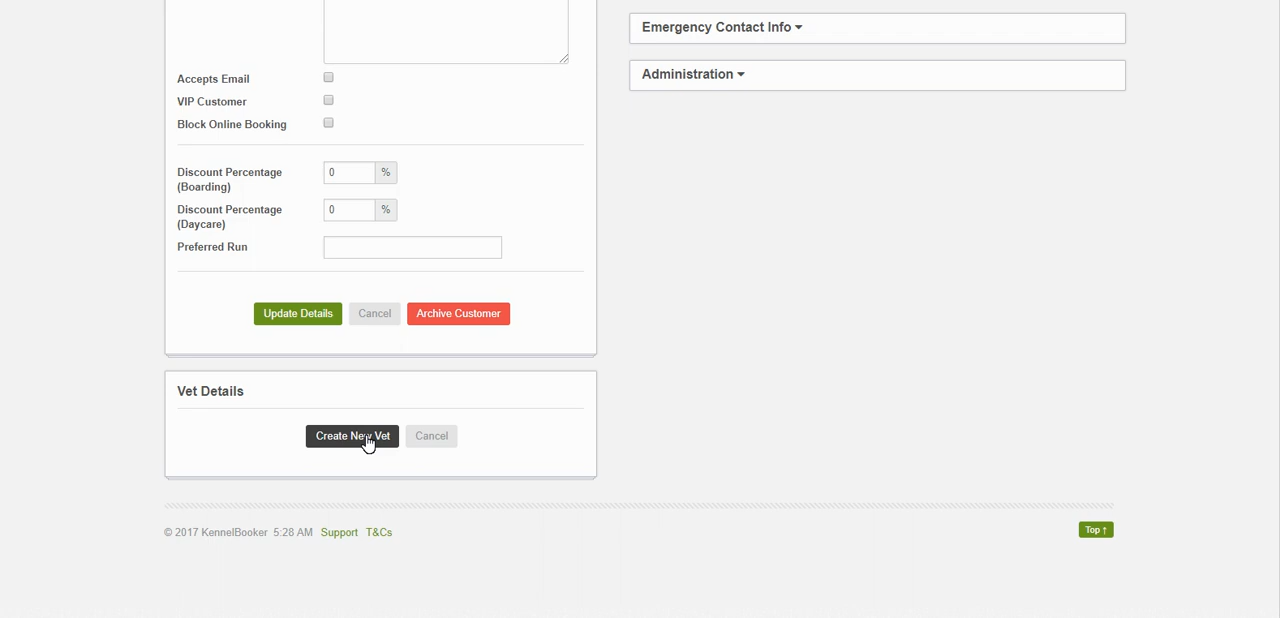 Accepts Email
VIP Customer
Block Online Booking
Discount Percentage
(Boarding)
0 %
Discount Percentage
(Daycare)
0 %
Preferred Run
Update Details Cancel Archive Customer
Vet Details
Create New Vet Cancel
Emergency Contact Info
Administration
© 2017 KennelBooker 5:28 AM Support T&Cs
Top ↑